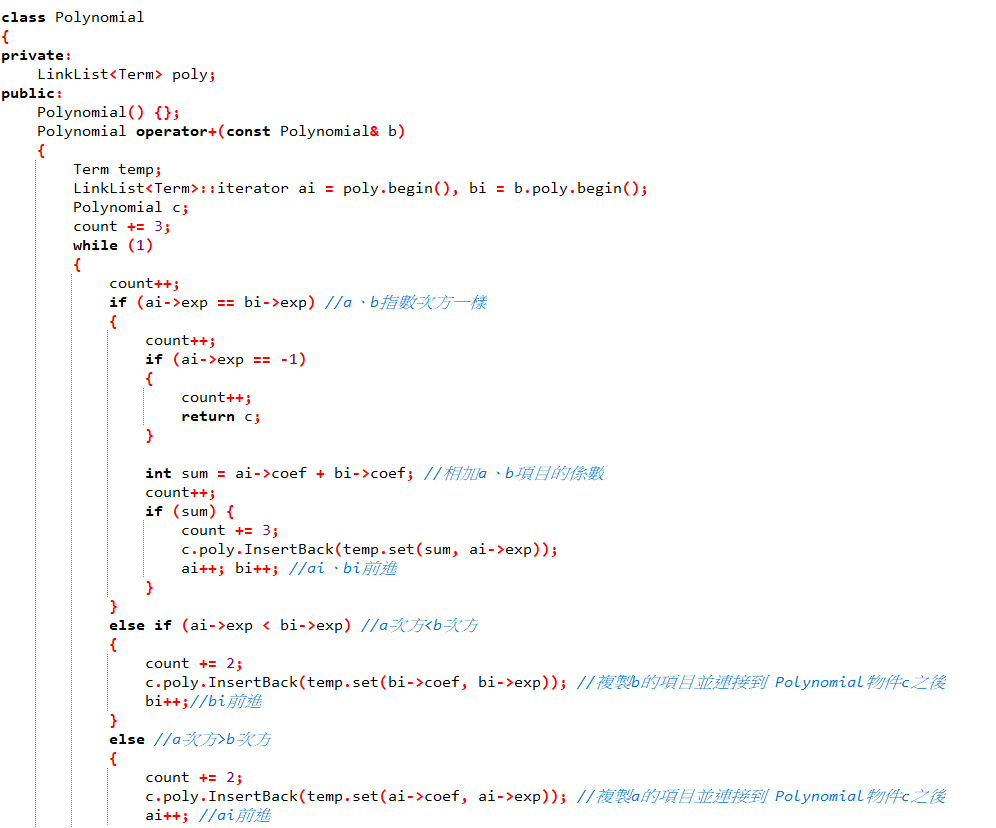 class Polynomial
{
private:
    LinkList<Term> poly;
public:
    Polynomial() {};
    Polynomial operator+(const Polynomial& b)
    {
        Term temp;
        LinkList<Term>::iterator ai = poly.begin(), bi = b.poly.begin();
        Polynomial c;
        count += 3;
        while (1)
        {
            count++;
            if (ai->exp == bi->exp) //a、b指數次方一樣
            {
                count++;
                if (ai->exp == -1)
                {
                    count++;
                    return c;
                }

                int sum = ai->coef + bi->coef; //相加a、b項目的係數
                count++;
                if (sum) {
                    count += 3;
                    c.poly.InsertBack(temp.set(sum, ai->exp));
                    ai++; bi++; //ai、bi前進
                }
            }
            else if (ai->exp < bi->exp) //a次方<b次方
            {
                count += 2;
                c.poly.InsertBack(temp.set(bi->coef, bi->exp)); //複製b的項目並連接到 Polynomial物件c之後
                bi++;//bi前進
            }
            else //a次方>b次方
            {
                count += 2;
                c.poly.InsertBack(temp.set(ai->coef, ai->exp)); //複製a的項目並連接到 Polynomial物件c之後
                ai++; //ai前進